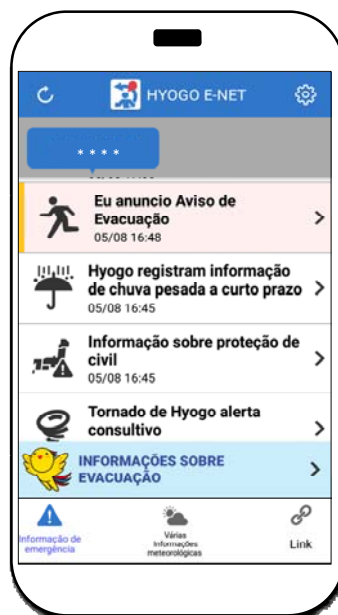 HYOGO E-NET
* * * *
Eu anuncio Aviso de
Evacuação
05/08 16:48
Hyogo registram informação
de chuva pesada a curto prazo
05/08 16:45
Informação sobre proteção de
civil
05/08 16:45
Tornado de Hyogo alerta
consultivo
INFORMAÇÕES SOBRE
EVACUAÇÃO
Informação de
emergência
Várias
Informações
meteorológicas
Link